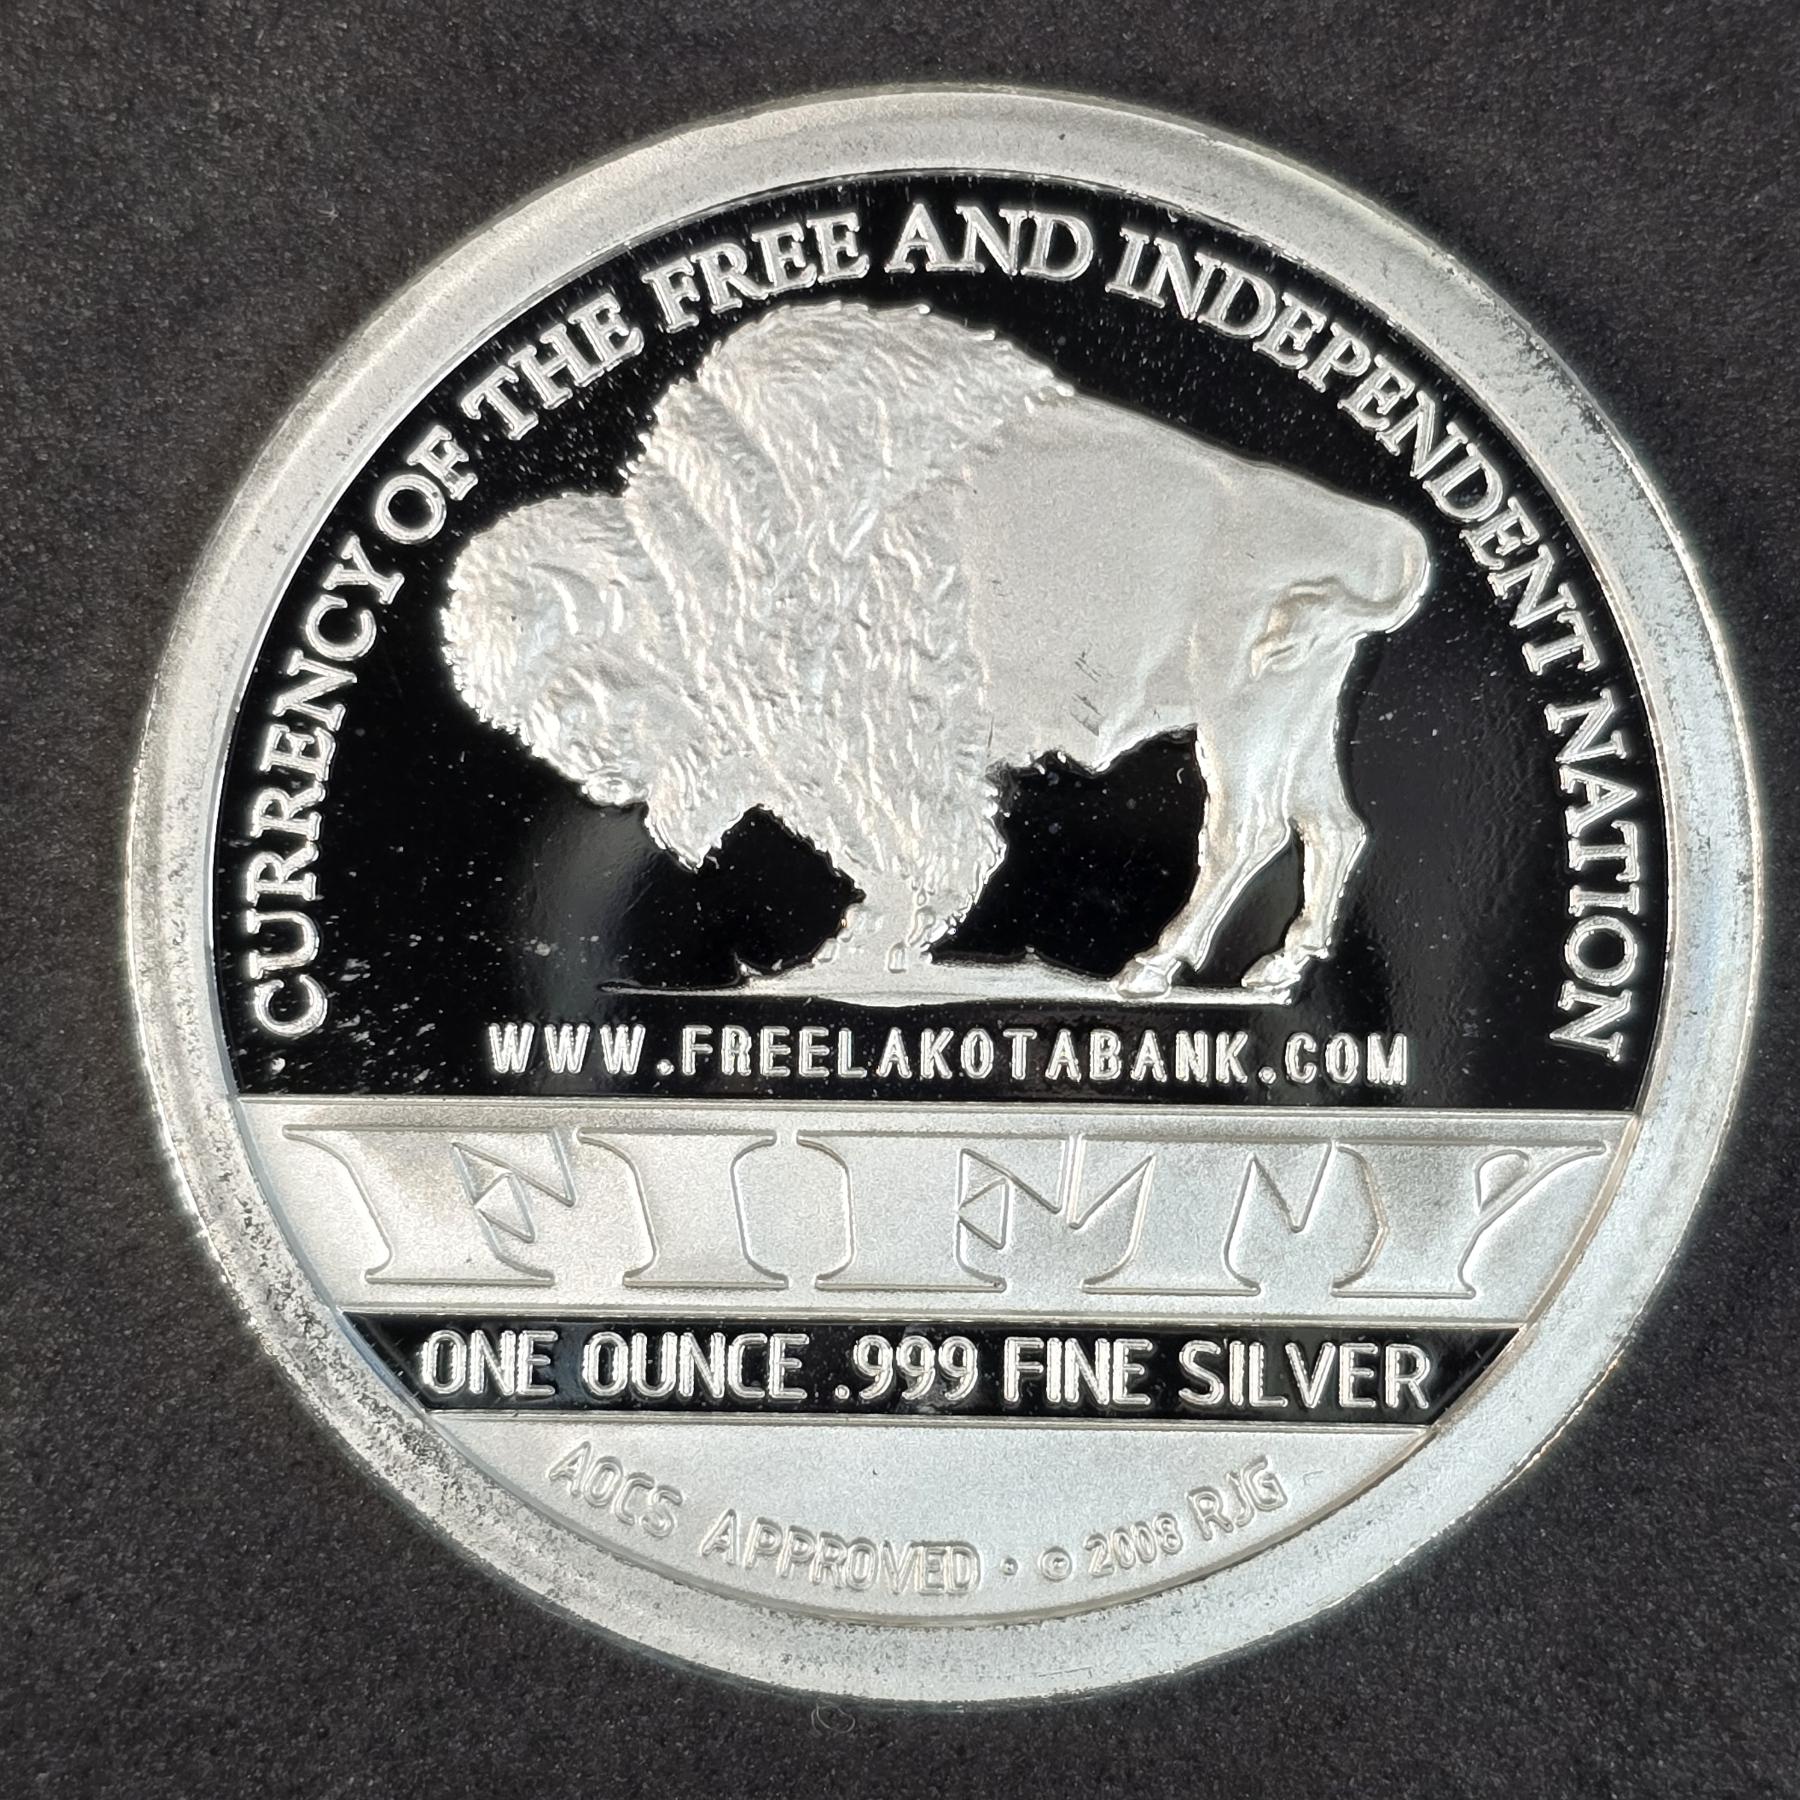 · CURRENCY OF THE FREE AND INDEPENDENT NATION
WWW.FREELAKOTABANK.COM
FIFTY
ONE OUNCE .999 FINE SILVER
AOCS APPROVED · © 2008 RJG